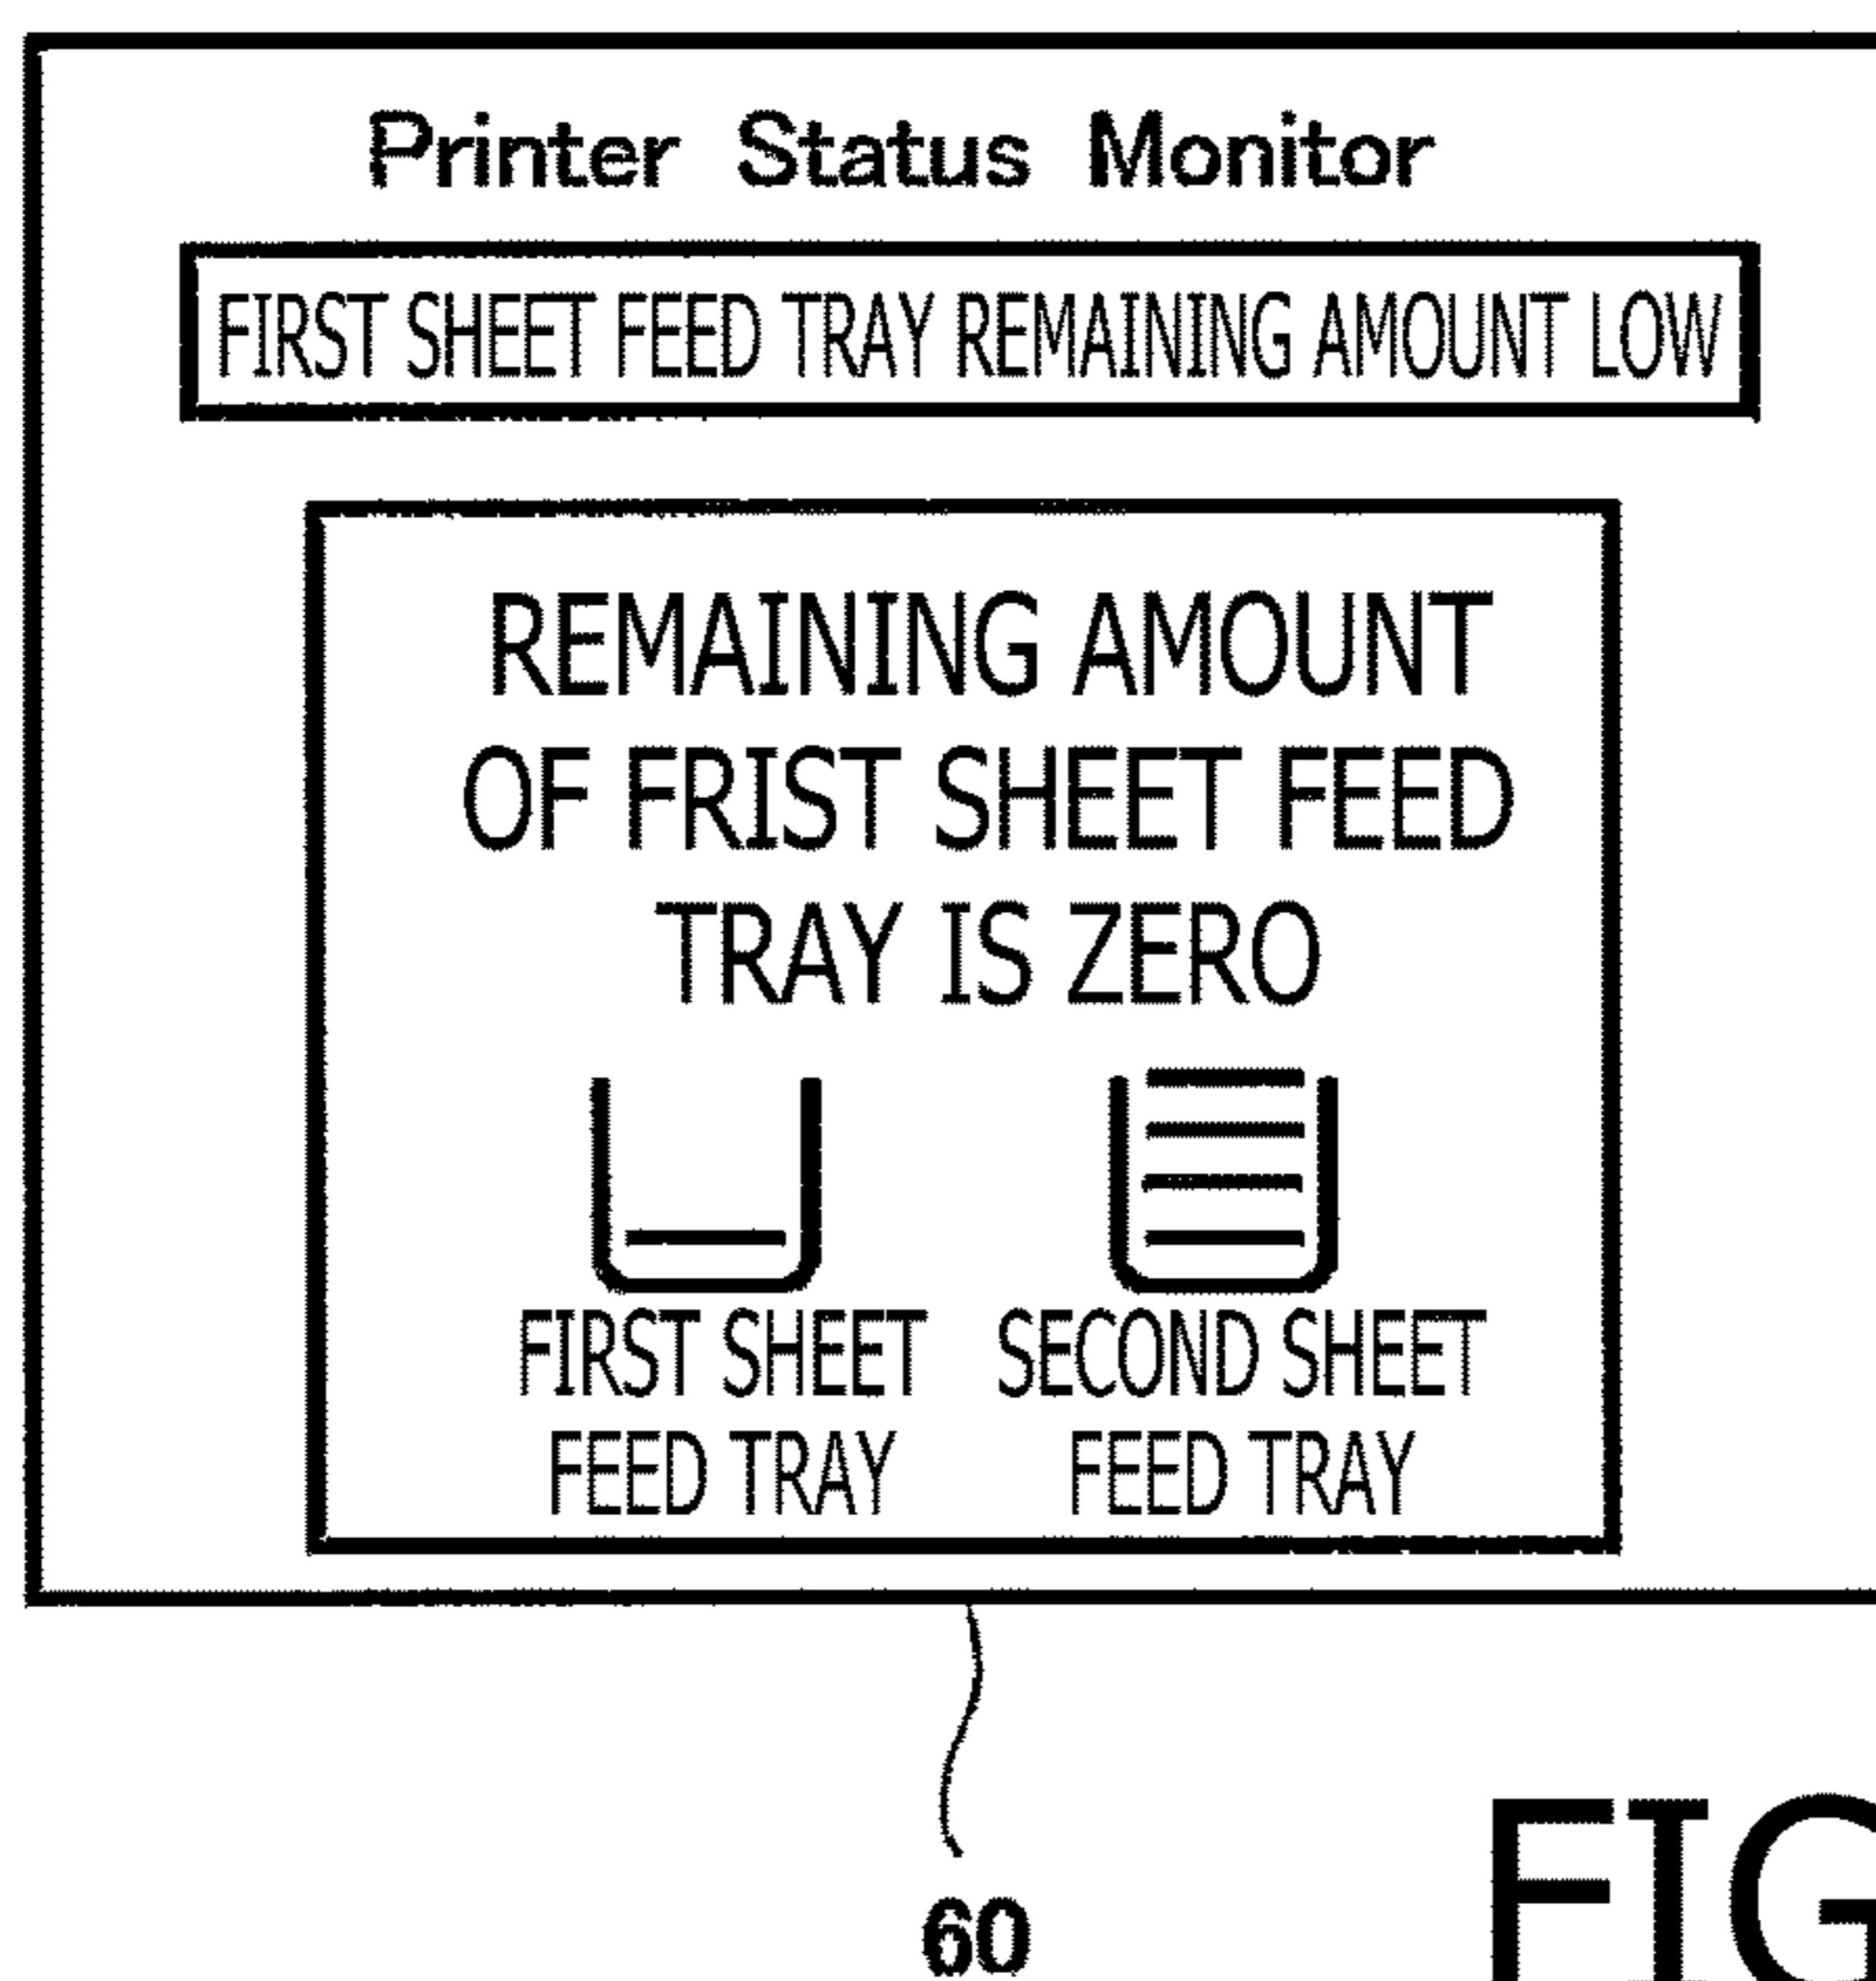 Printer Status Monitor
FIRST SHEET FEED TRAY REMAINING AMOUNT LOW
REMAINING AMOUNT
OF FRIST SHEET FEED
TRAY IS ZERO
FIRST SHEET SECOND SHEET
FEED TRAY FEED TRAY
60
FIG